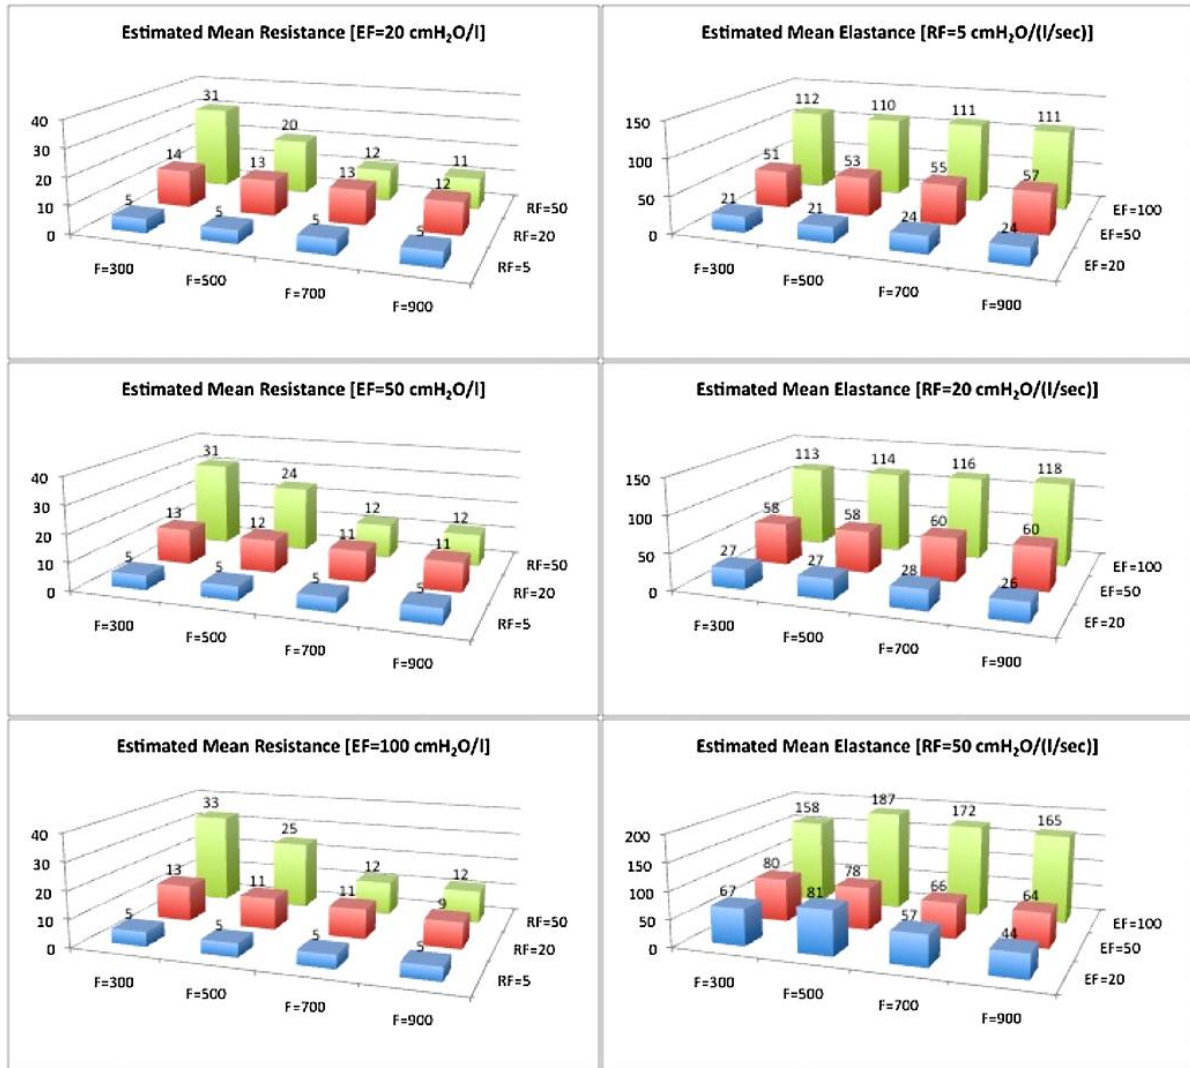 Estimated Mean Resistance [EF=20 cmH₂O/l]
40
30
20
10
0
31
20
12
11
14
13
13
12
5
5
5
5
F=300
F=500
F=700
F=900
RF=50
RF=20
RF=5
Estimated Mean Elastance [RF=5 cmH₂O/(l/sec)]
150
100
50
0
112
110
111
111
51
53
55
57
21
21
24
24
F=300
F=500
F=700
F=900
EF=100
EF=50
EF=20
Estimated Mean Resistance [EF=50 cmH₂O/l]
40
30
20
10
0
31
24
12
12
13
12
11
11
5
5
5
5
F=300
F=500
F=700
F=900
RF=50
RF=20
RF=5
Estimated Mean Elastance [RF=20 cmH₂O/(l/sec)]
150
100
50
0
113
114
116
118
58
58
60
60
27
27
28
26
F=300
F=500
F=700
F=900
EF=100
EF=50
EF=20
Estimated Mean Resistance [EF=100 cmH₂O/l]
40
30
20
10
0
33
25
12
12
13
11
11
9
5
5
5
5
F=300
F=500
F=700
F=900
RF=50
RF=20
RF=5
Estimated Mean Elastance [RF=50 cmH₂O/(l/sec)]
200
150
100
50
0
158
187
172
165
80
78
66
64
67
81
57
44
F=300
F=500
F=700
F=900
EF=100
EF=50
EF=20